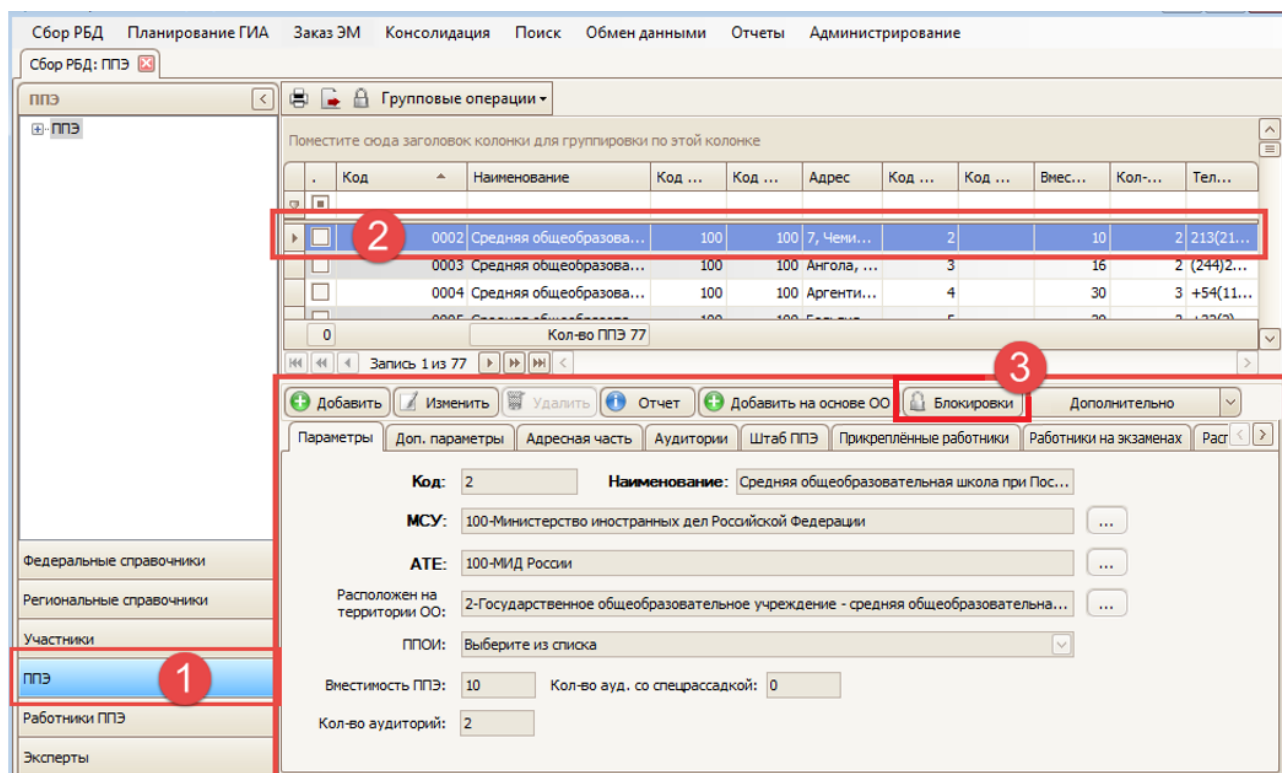 Сбор РБД Планирование ГИА Заказ ЭМ Консолидация Поиск Обмен данными Отчеты Администрирование
Сбор РБД: ППЭ
ППЭ
Групповые операции
ППЭ
Поместите сюда заголовок колонки для группировки по этой колонке
. Код Наименование Код ... Код ... Адрес Код ... Код ... Вмес... Кол-... Тел...
2
0002 Средняя общеобразова... 100 100 7, Чеми... 2 10 2 213(21...
0003 Средняя общеобразова... 100 100 Ангола, ... 3 16 2 (244)2...
0004 Средняя общеобразова... 100 100 Аргенти... 4 30 3 +54(11...
0 Кол-во ППЭ 77
Запись 1 из 77
3
Добавить Изменить Удалить Отчет Добавить на основе ОО Блокировки Дополнительно
Параметры Доп. параметры Адресная часть Аудитории Штаб ППЭ Прикреплённые работники Работники на экзаменах
Код: 2 Наименование: Средняя общеобразовательная школа при Пос...
МСУ: 100-Министерство иностранных дел Российской Федерации ...
АТЕ: 100-МИД России ...
Расположен на
территории ОО: 2-Государственное общеобразовательное учреждение - средняя общеобразовательна... ...
ППОИ: Выберите из списка
Вместимость ППЭ: 10 Кол-во ауд. со спецрассадкой: 0
Кол-во аудиторий: 2
Федеральные справочники
Региональные справочники
Участники
ППЭ 1
Работники ППЭ
Эксперты